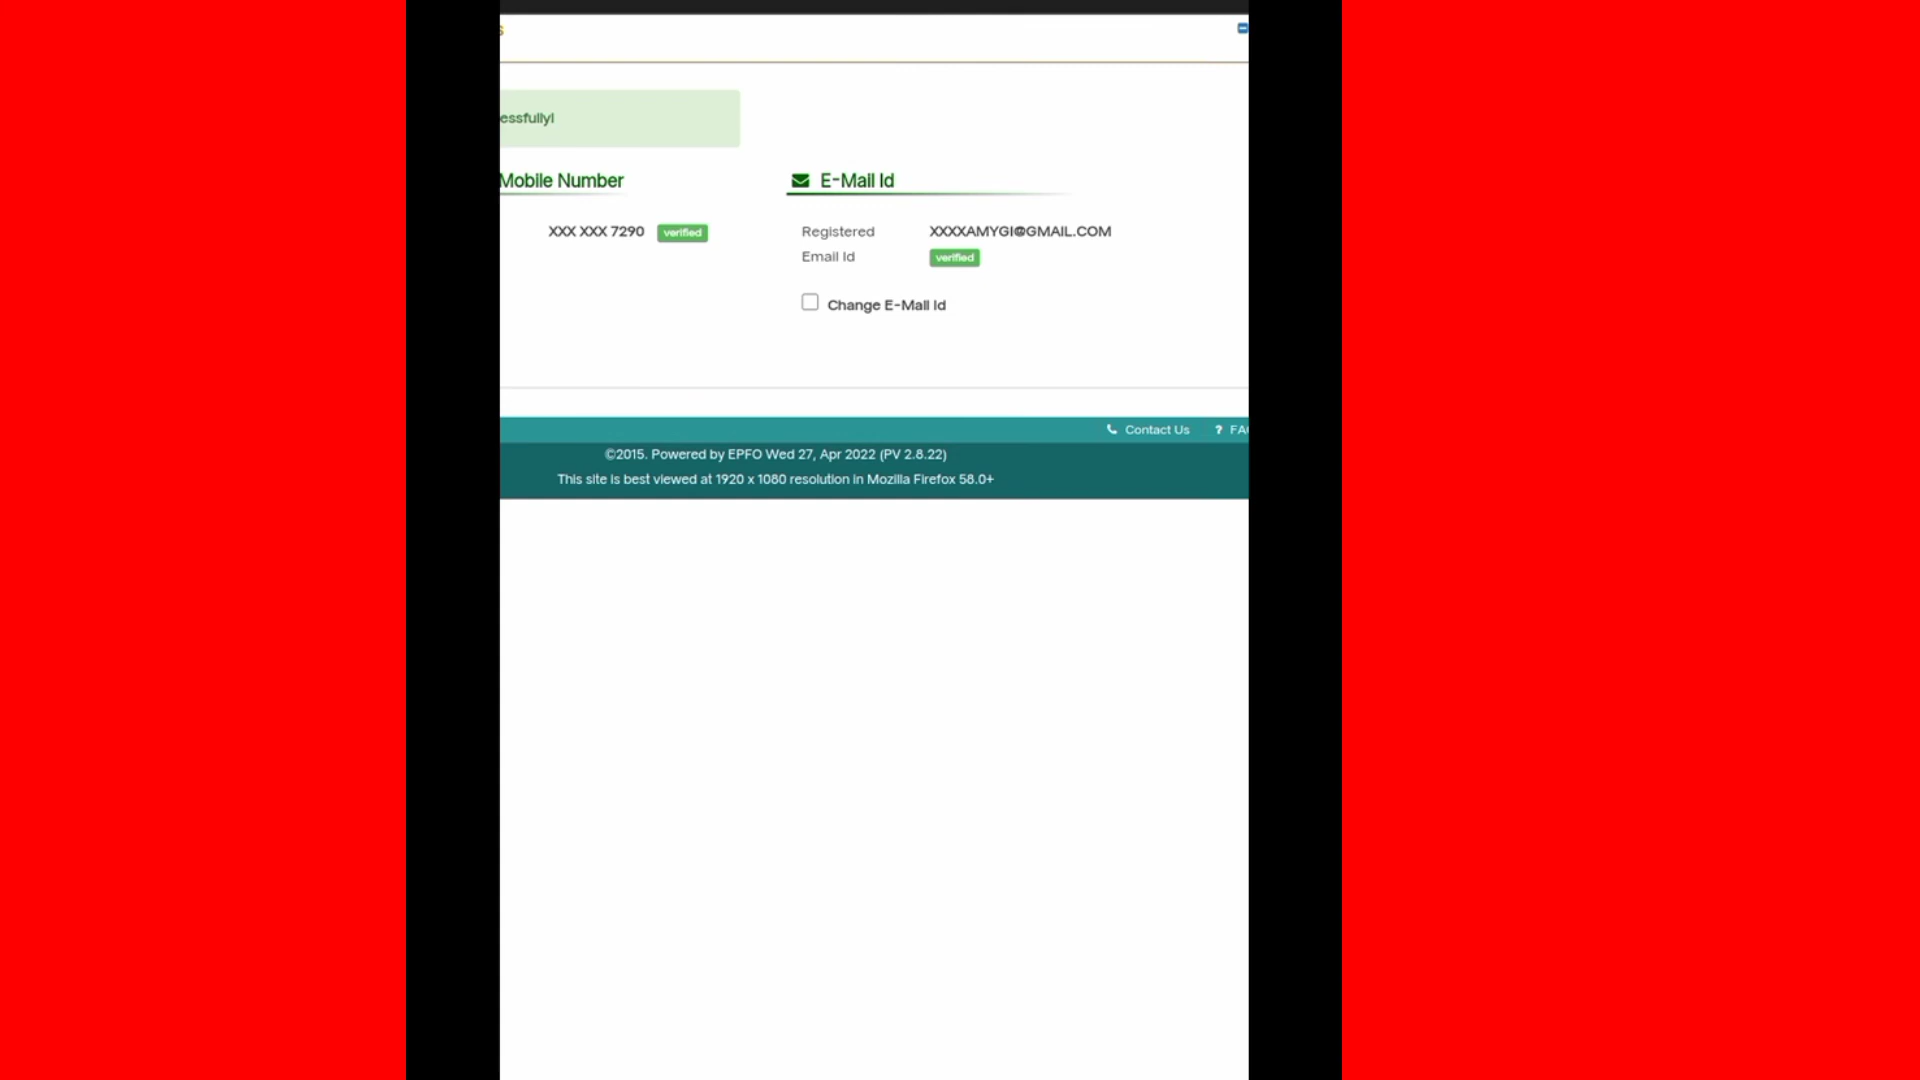 essfully!
Mobile Number
E-Mail Id
XXX XXX 7290 verified
Registered Email Id
XXXXAMYGI@GMAIL.COM
verified
Change E-Mail Id
Contact Us ? FA
©2015. Powered by EPFO Wed 27, Apr 2022 (PV 2.8.22)
This site is best viewed at 1920 x 1080 resolution in Mozilla Firefox 58.0+